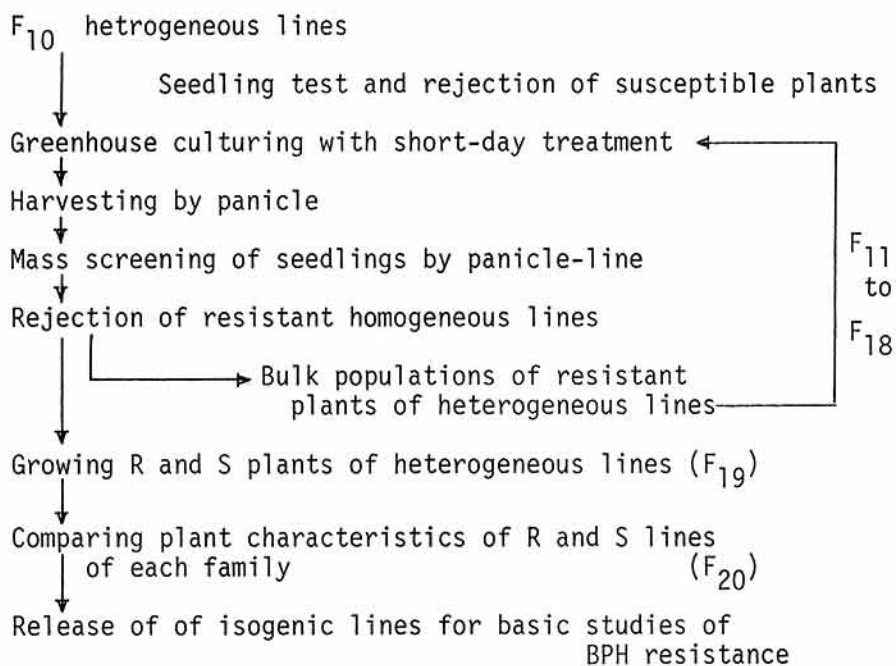 F10 hetrogeneous lines
Seedling test and rejection of susceptible plants
Greenhouse culturing with short-day treatment
Harvesting by panicle
Mass screening of seedlings by panicle-line
F11
to
F18
Rejection of resistant homogeneous lines
Bulk populations of resistant
plants of heterogeneous lines
Growing R and S plants of heterogeneous lines (F19)
Comparing plant characteristics of R and S lines
of each family (F20)
Release of of isogenic lines for basic studies of
BPH resistance